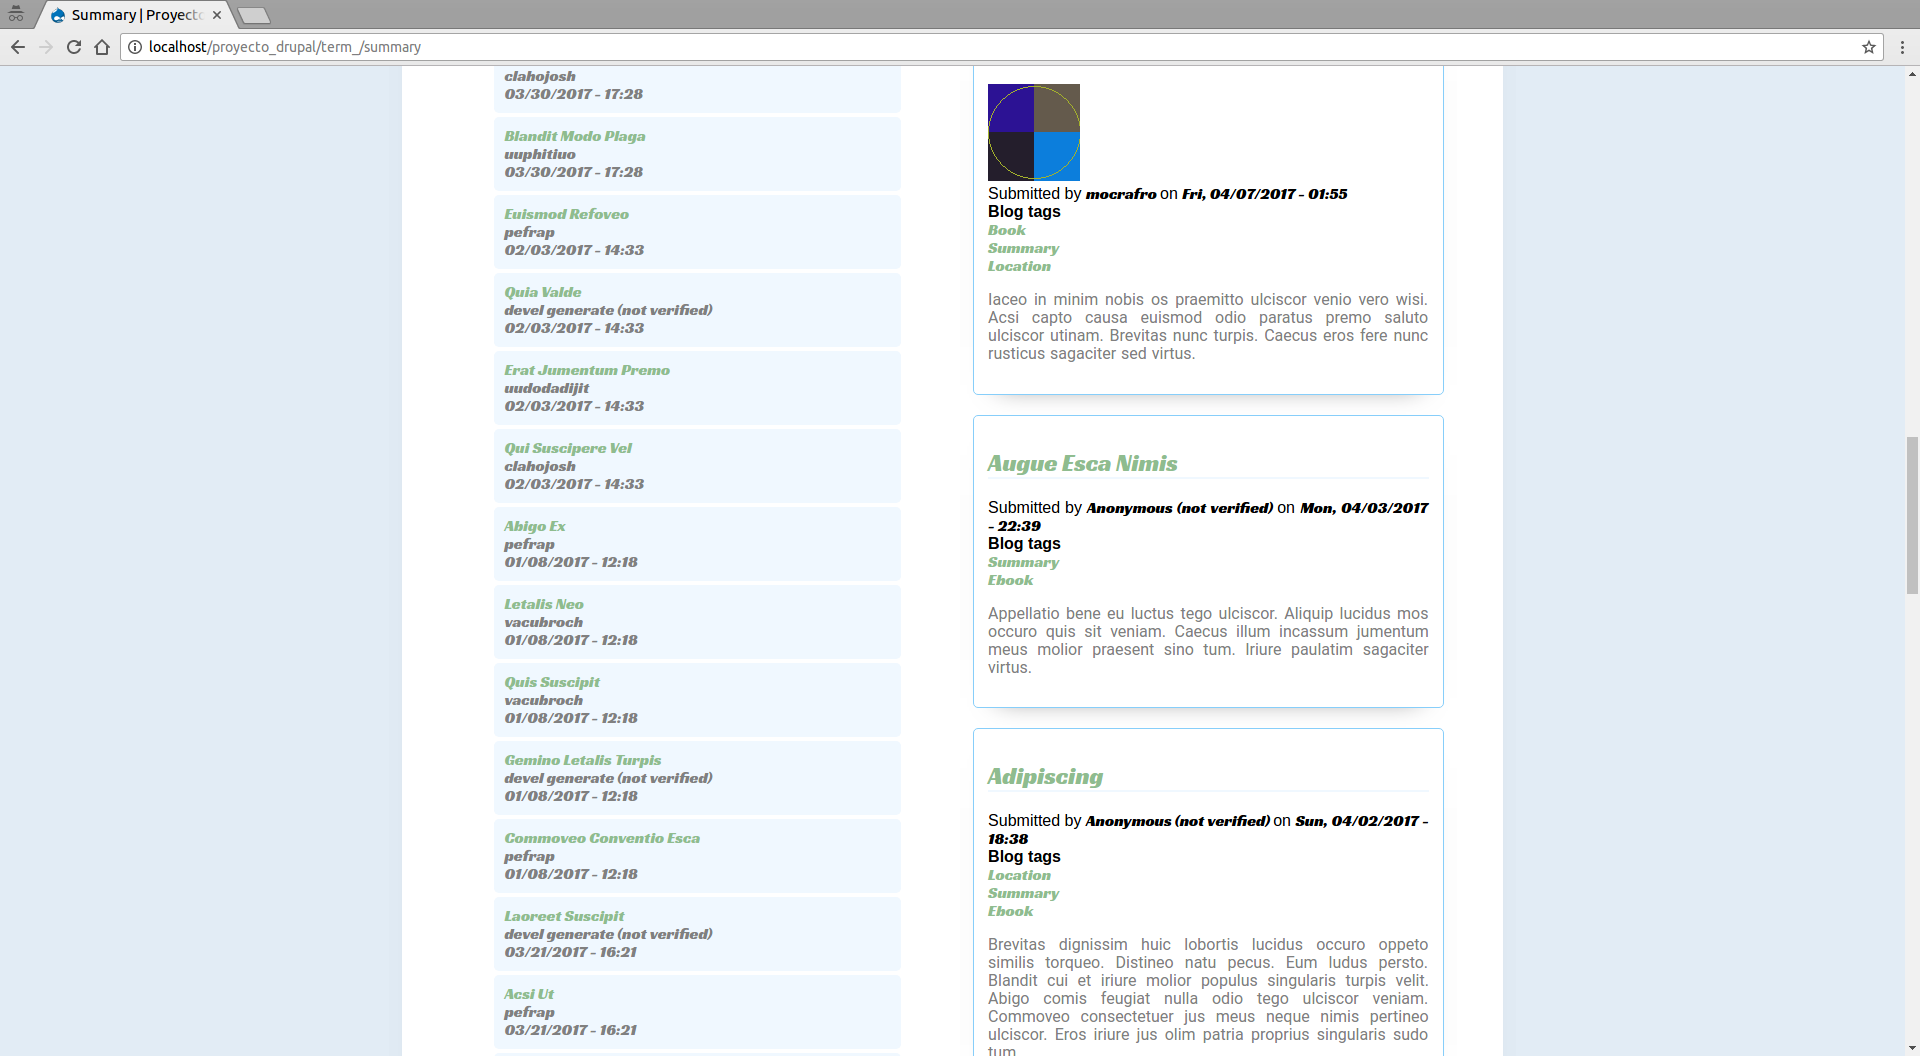 Summary | Proyecto
localhost/proyecto_drupal/term_/summary
clahojosh
03/30/2017 - 17:28
Blandit Modo Plaga
uuphitiuo
03/30/2017 - 17:28
Euismod Refoveo
pefrap
02/03/2017 - 14:33
Quia Valde
devel generate (not verified)
02/03/2017 - 14:33
Erat Jumentum Premo
uudodadijit
02/03/2017 - 14:33
Qui Suscipere Vel
clahojosh
02/03/2017 - 14:33
Abigo Ex
pefrap
01/08/2017 - 12:18
Letalis Neo
vacubroch
01/08/2017 - 12:18
Quis Suscipit
vacubroch
01/08/2017 - 12:18
Gemino Letalis Turpis
devel generate (not verified)
01/08/2017 - 12:18
Commoveo Conventio Esca
pefrap
01/08/2017 - 12:18
Laoreet Suscipit
devel generate (not verified)
03/21/2017 - 16:21
Acsi Ut
pefrap
03/21/2017 - 16:21
Submitted by mocrafro on Fri, 04/07/2017 - 01:55
Blog tags
Book
Summary
Location
Iaceo in minim nobis os praemitto ulciscor venio vero wisi.
Acsi capto causa euismod odio paratus premo saluto
ulciscor utinam. Brevitas nunc turpis. Caecus eros fere nunc
rusticus sagaciter sed virtus.
Augue Esca Nimis
Submitted by Anonymous (not verified) on Mon, 04/03/2017
- 22:39
Blog tags
Summary
Ebook
Appellatio bene eu luctus tego ulciscor. Aliquip lucidus mos
occuro quis sit veniam. Caecus illum incassum jumentum
meus molior praesent sino tum. Iriure paulatim sagaciter
virtus.
Adipiscing
Submitted by Anonymous (not verified) on Sun, 04/02/2017 -
18:38
Blog tags
Location
Summary
Ebook
Brevitas dignissim huic lobortis lucidus occuro oppeto
similis torqueo. Distineo natu pecus. Eum ludus persto.
Blandit cui et iriure molior populus singularis turpis velit.
Abigo comis feugiat nulla odio tego ulciscor veniam.
Commoveo consectetuer jus meus neque nimis pertineo
ulciscor. Eros iriure jus olim patria proprius singularis sudo
tum.